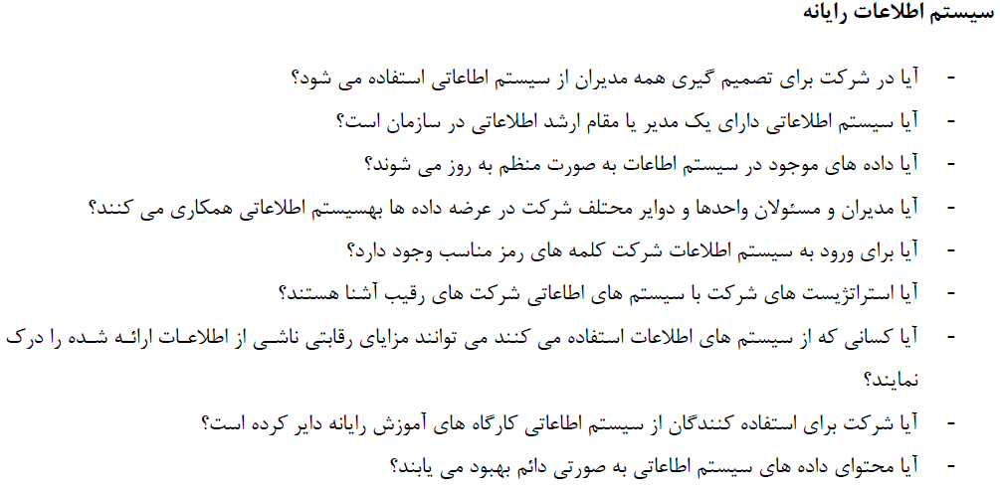 سیستم اطلاعات رایانه
- آیا در شرکت برای تصمیم گیری همه مدیران از سیستم اطاعاتی استفاده می شود؟
- آیا سیستم اطلاعاتی دارای یک مدیر یا مقام ارشد اطلاعاتی در سازمان است؟
- آیا داده های موجود در سیستم اطاعات به صورت منظم به روز می شوند؟
- آیا مدیران و مسئولان واحدها و دوایر مختلف شرکت در عرضه داده ها بهسیستم اطلاعاتی همکاری می کنند؟
- آیا برای ورود به سیستم اطلاعات شرکت کلمه های رمز مناسب وجود دارد؟
- آیا استراتژیست های شرکت با سیستم های اطاعاتی شرکت های رقیب آشنا هستند؟
- آیا کسانی که از سیستم های اطلاعات استفاده می کنند می توانند مزایای رقابتی ناشـی از اطلاعـات ارائـه شـده را درک
نمایند؟
- آیا شرکت برای استفاده کنندگان از سیستم اطاعاتی کارگاه های آموزش رایانه دایر کرده است؟
- آیا محتوای داده های سیستم اطاعاتی به صورتی دائم بهبود می یابند؟